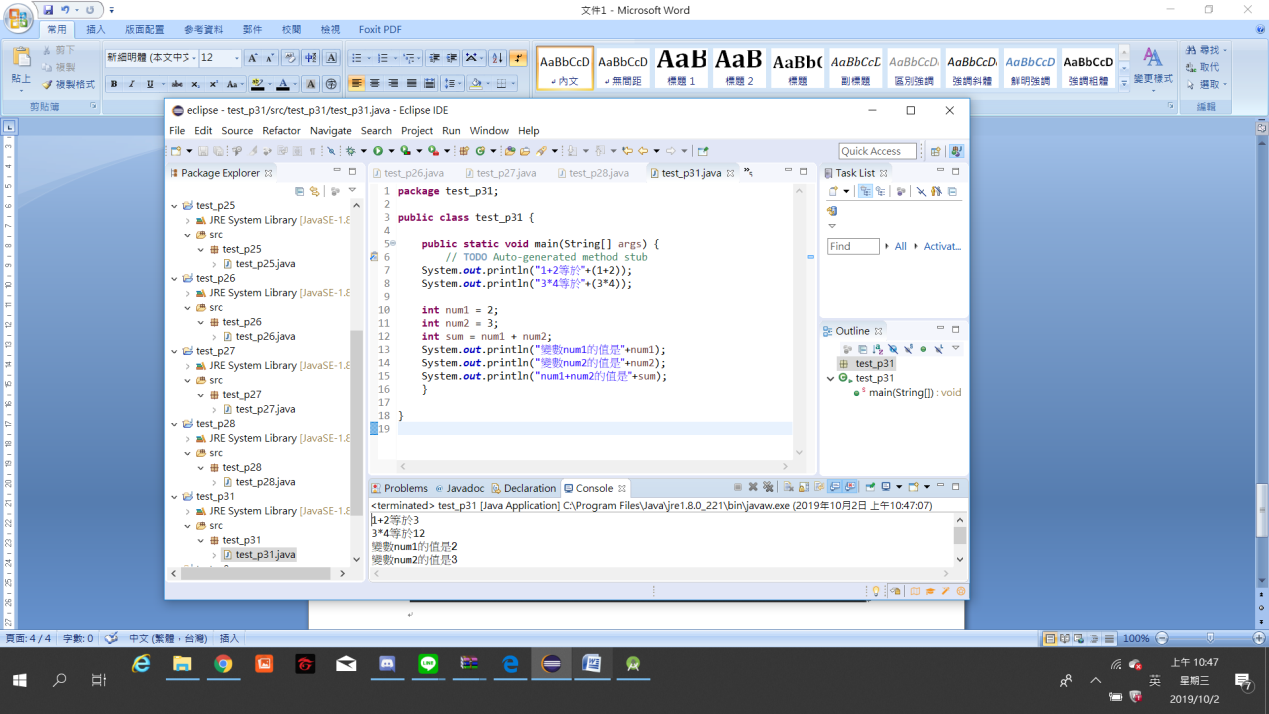 文件1 - Microsoft Word
常用 插入 版面配置 參考資料 郵件 校閱 檢視 Foxit PDF
貼上
剪下
複製
複製格式
剪貼簿
新細明體 (本文中文 12
AaBbCcD AaBbCcD AaB AaB AaBb( AaBbCcL AaBbCcDc AaBbCcD. AaBbCcDc AaBbCcD
↲內文 ↲無間距 標題 1 標題 2 標題 副標題 區別強調 強調斜體 鮮明強調 強調粗體
變更樣式
尋找
取代
選取
編輯
eclipse - test_p31/src/test_p31/test_p31.java - Eclipse IDE
File Edit Source Refactor Navigate Search Project Run Window Help
Quick Access
Package Explorer
test_p25
JRE System Library [JavaSE-1.8
src
test_p25
test_p25.java
test_p26
JRE System Library [JavaSE-1.8
src
test_p26
test_p26.java
test_p27
JRE System Library [JavaSE-1.8
src
test_p27
test_p27.java
test_p28
JRE System Library [JavaSE-1.8
src
test_p28
test_p28.java
test_p31
JRE System Library [JavaSE-1.8
src
test_p31
test_p31.java
test_p26.java test_p27.java test_p28.java test_p31.java
1 package test_p31;
2
3 public class test_p31 {
4
5 public static void main(String[] args) {
6 // TODO Auto-generated method stub
7 System.out.println("1+2等於"+(1+2));
8 System.out.println("3*4等於"+(3*4));
9
10 int num1 = 2;
11 int num2 = 3;
12 int sum = num1 + num2;
13 System.out.println("變數num1的值是"+num1);
14 System.out.println("變數num2的值是"+num2);
15 System.out.println("num1+num2的值是"+sum);
16 }
17
18 }
19
Task List
Find All Activat...
Outline
test_p31
test_p31
main(String[]) : void
Problems Javadoc Declaration Console
<terminated> test_p31 [Java Application] C:\Program Files\Java\jre1.8.0_221\bin\javaw.exe (2019年10月2日 上午10:47:07)
1+2等於3
3*4等於12
變數num1的值是2
變數num2的值是3
頁面: 4 / 4 字數: 0 中文 (繁體，台灣) 插入 100%
上午 10:47
英 星期三
2019/10/2
7